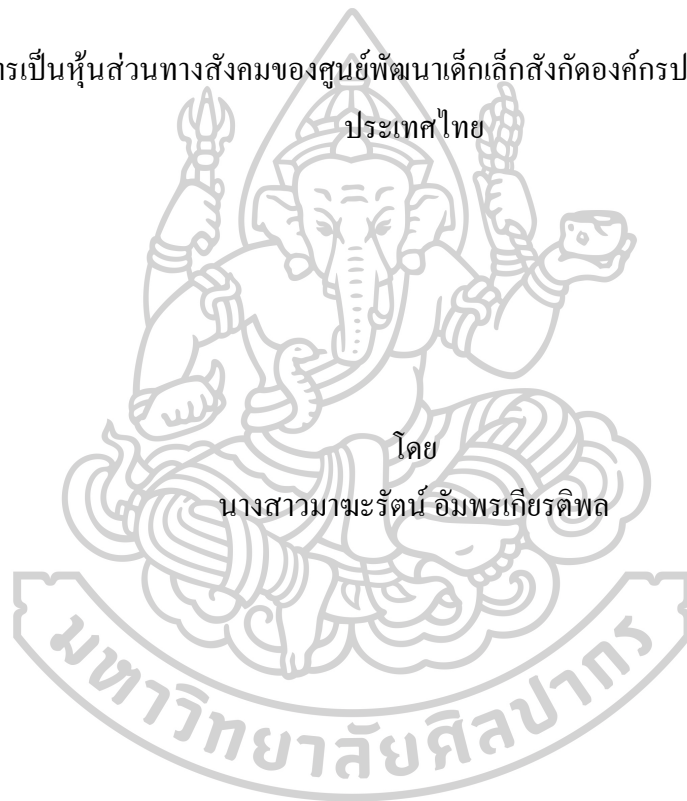 ารเป็นหุ้นส่วนทางสังคมของศูนย์พัฒนาเด็กเล็กสังกัดองค์กรป
ประเทศไทย
โดย
นางสาวมาฆะรัตน์ อัมพรเกียรติพล
มหาวิทยาลัยศิลปากร